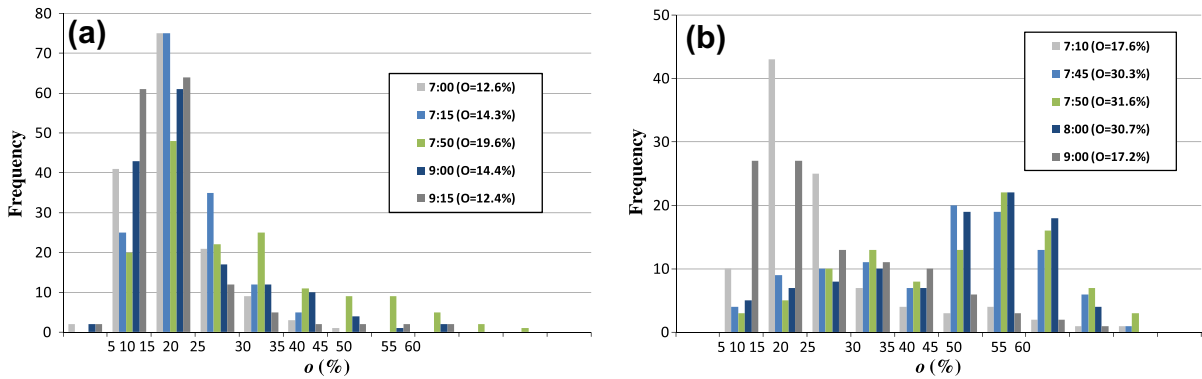 (a)
80
70
60
50
40
30
20
10
0
Frequency
5 10 15 20 25 30 35 40 45 50 55 60
o (%)
7:00 (O=12.6%)
7:15 (O=14.3%)
7:50 (O=19.6%)
9:00 (O=14.4%)
9:15 (O=12.4%)
(b)
50
40
30
20
10
0
Frequency
5 10 15 20 25 30 35 40 45 50 55 60
o (%)
7:10 (O=17.6%)
7:45 (O=30.3%)
7:50 (O=31.6%)
8:00 (O=30.7%)
9:00 (O=17.2%)